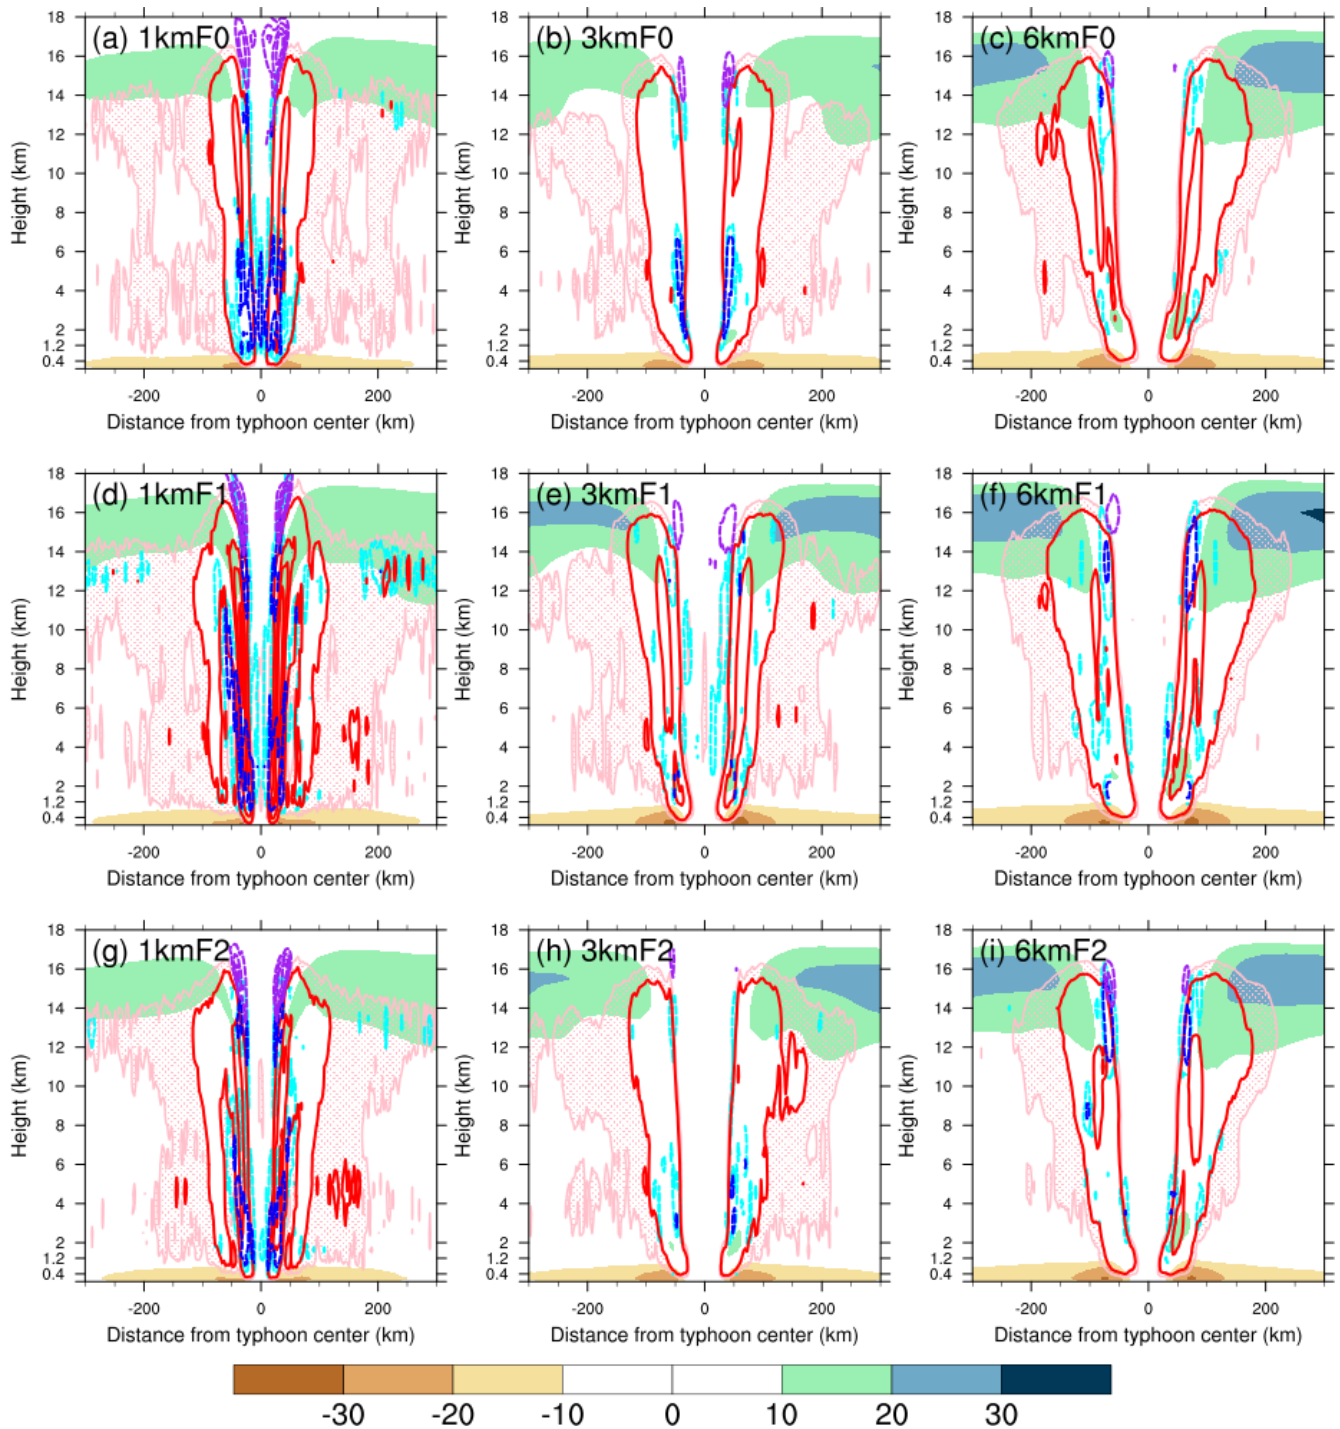 (a) 1kmF0
(b) 3kmF0
(c) 6kmF0
18
16
14
12
10
8
6
4
2
1.2
0.4
Height (km)
18
16
14
12
10
8
6
4
2
1.2
0.4
Height (km)
18
16
14
12
10
8
6
4
2
1.2
0.4
Height (km)
-200 0 200
-200 0 200
-200 0 200
Distance from typhoon center (km)
Distance from typhoon center (km)
Distance from typhoon center (km)
(d) 1kmF1
(e) 3kmF1
(f) 6kmF1
18
16
14
12
10
8
6
4
2
1.2
0.4
Height (km)
18
16
14
12
10
8
6
4
2
1.2
0.4
Height (km)
18
16
14
12
10
8
6
4
2
1.2
0.4
Height (km)
-200 0 200
-200 0 200
-200 0 200
Distance from typhoon center (km)
Distance from typhoon center (km)
Distance from typhoon center (km)
(g) 1kmF2
(h) 3kmF2
(i) 6kmF2
18
16
14
12
10
8
6
4
2
1.2
0.4
Height (km)
18
16
14
12
10
8
6
4
2
1.2
0.4
Height (km)
18
16
14
12
10
8
6
4
2
1.2
0.4
Height (km)
-200 0 200
-200 0 200
-200 0 200
Distance from typhoon center (km)
Distance from typhoon center (km)
Distance from typhoon center (km)
-30 -20 -10 0 10 20 30